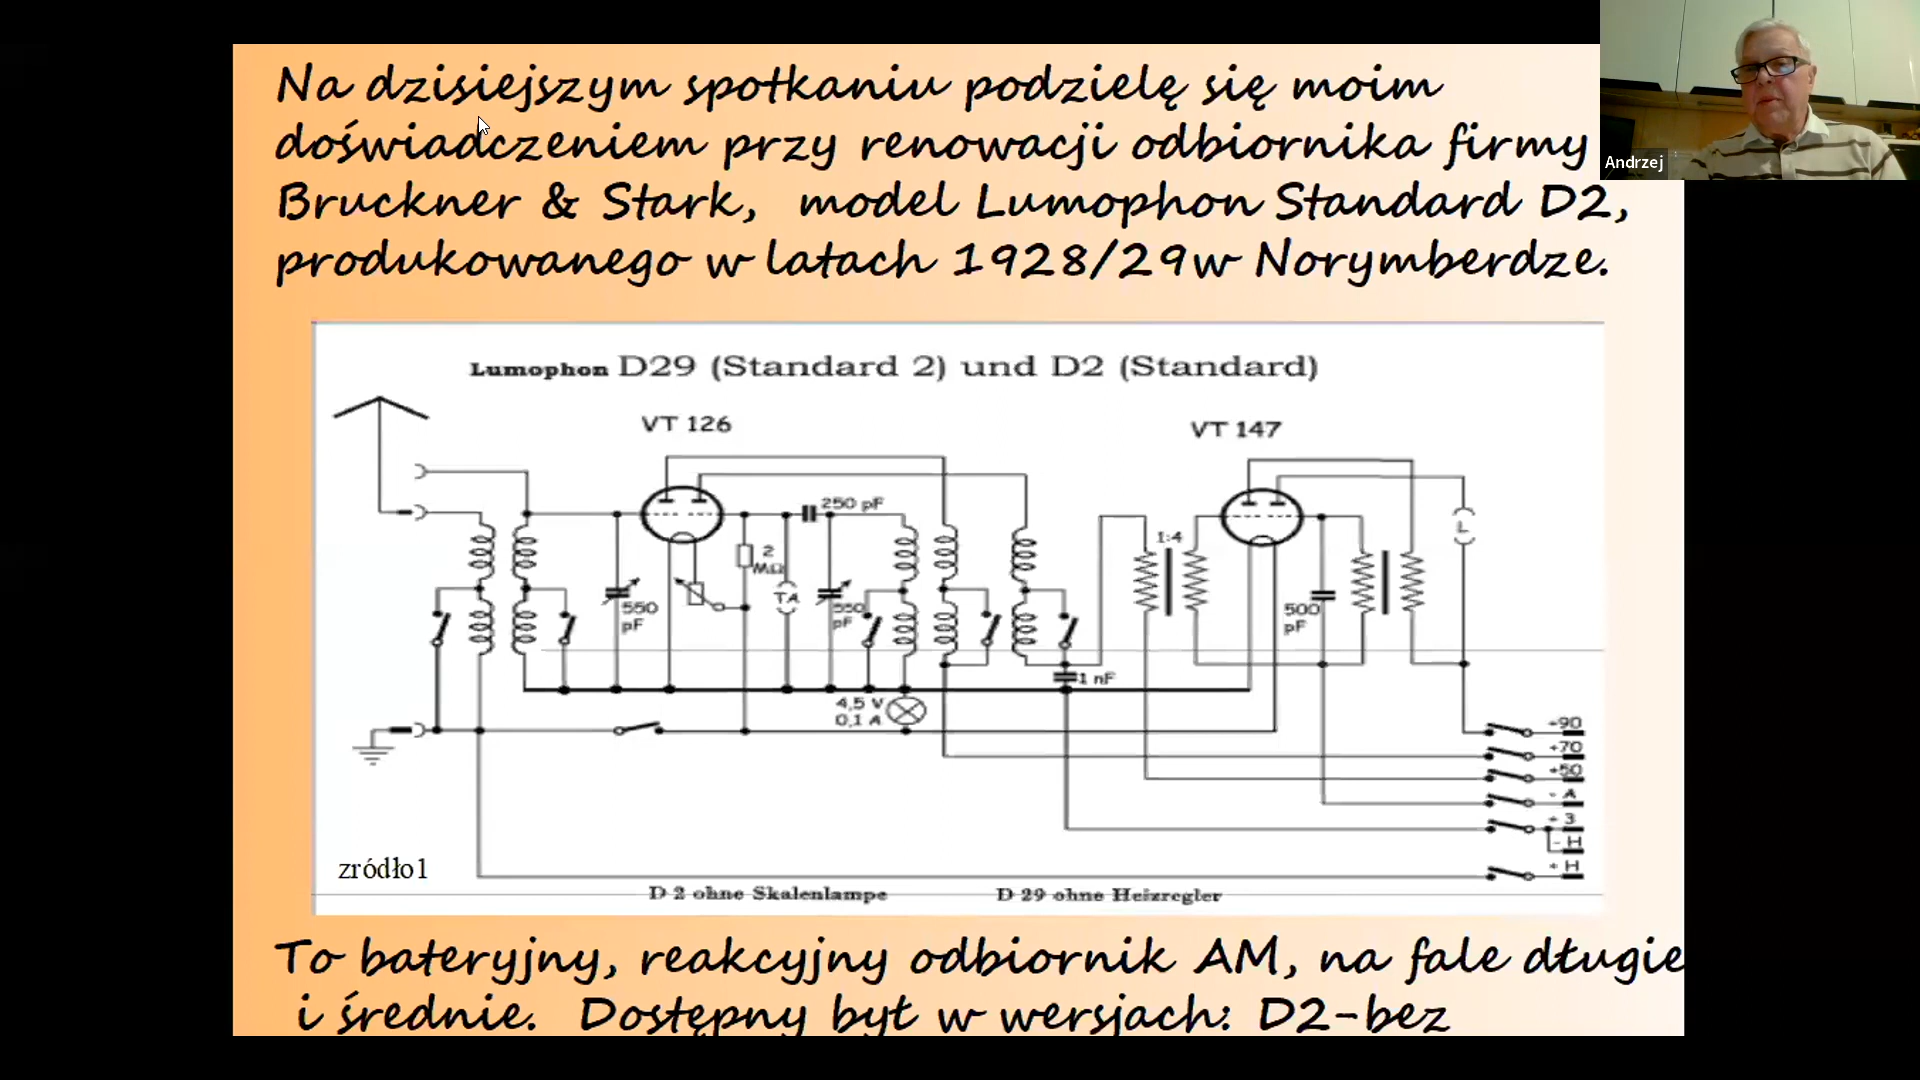 Na dzisiejszym spotkaniu podzielę się moim
doświadczeniem przy renowacji odbiornika firmy
Bruckner & Stark, model Lumophon Standard D2,
produkowanego w latach 1928/29w Norymberdze.
Andrzej
Lumophon D29 (Standard 2) und D2 (Standard)
VT 126
VT 147
250 pF
2
MΩ
TA
550
pF
550
pF
1:4
L
500
pF
1 nF
4,5 V
0,1 A
+90
+70
+50
- A
+ 3
- H
+ H
zródło1
D 2 ohne Skalenlampe
D 29 ohne Heizregler
To bateryjny, reakcyjny odbiornik AM, na fale długie
i średnie. Dostępny był w wersjach: D2-bez